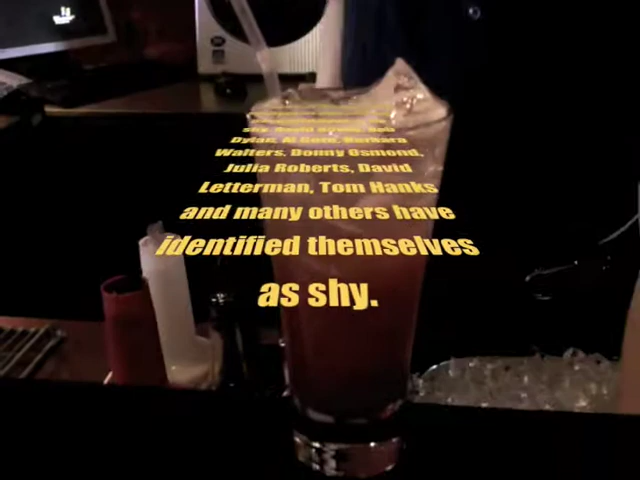 Dylan, Al Gore, Barbara
Walters, Donny Osmond,
Julia Roberts, David
Letterman, Tom Hanks
and many others have
identified themselves
as shy.